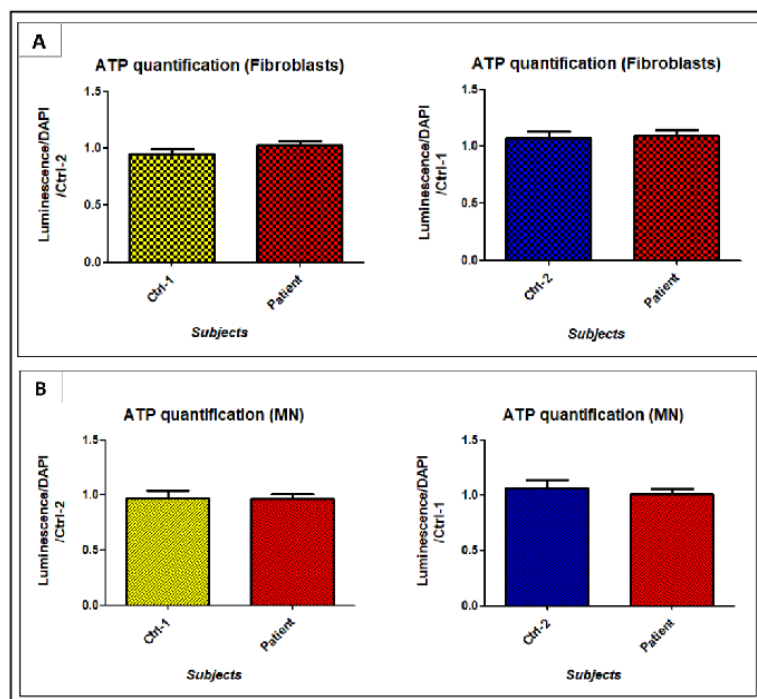 A
ATP quantification (Fibroblasts)
Luminescence/DAPI
/Ctrl-2
1.5
1.0
0.5
0.0
Ctrl-1
Patient
Subjects
ATP quantification (Fibroblasts)
Luminescence/DAPI
/Ctrl-1
1.5
1.0
0.5
0.0
Ctrl-2
Patient
Subjects
B
ATP quantification (MN)
Luminescence/DAPI
/Ctrl-2
1.5
1.0
0.5
0.0
Ctrl-1
Patient
Subjects
ATP quantification (MN)
Luminescence/DAPI
/Ctrl-1
1.5
1.0
0.5
0.0
Ctrl-2
Patient
Subjects